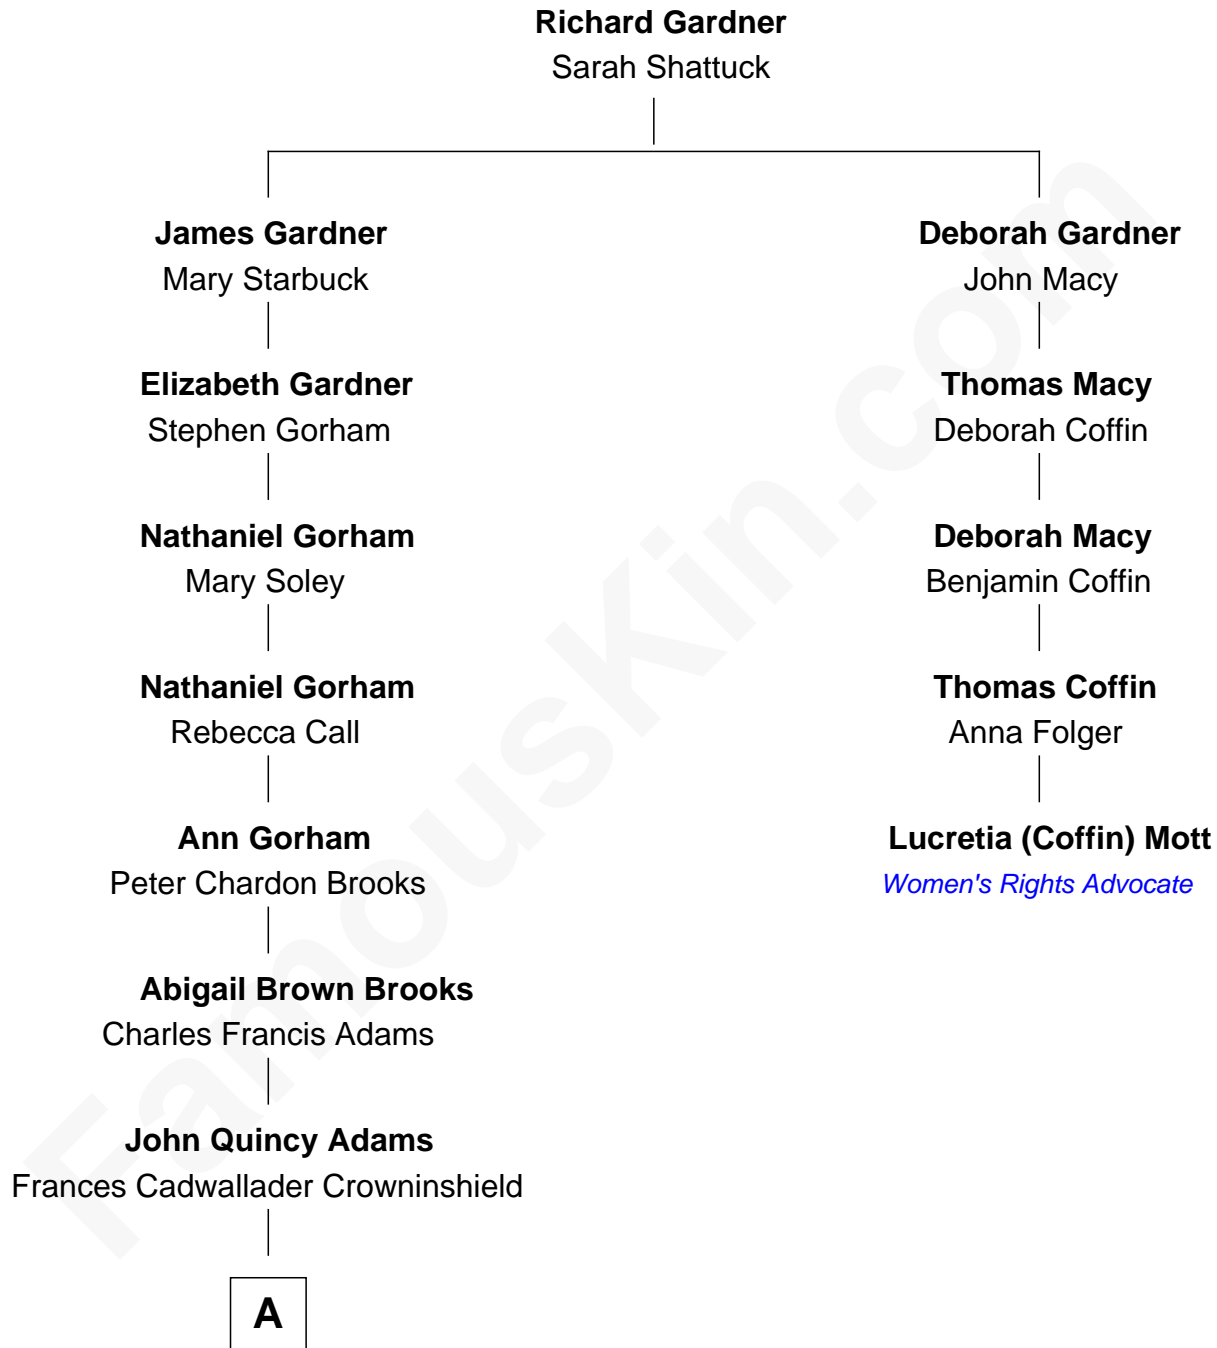 Richard Gardner
Sarah Shattuck
James Gardner
Mary Starbuck
Deborah Gardner
John Macy
Elizabeth Gardner
Stephen Gorham
Thomas Macy
Deborah Coffin
Nathaniel Gorham
Mary Soley
Deborah Macy
Benjamin Coffin
Nathaniel Gorham
Rebecca Call
Thomas Coffin
Anna Folger
Ann Gorham
Peter Chardon Brooks
Lucretia (Coffin) Mott
Women's Rights Advocate
Abigail Brown Brooks
Charles Francis Adams
John Quincy Adams
Frances Cadwallader Crowninshield
A
FamousKin.com